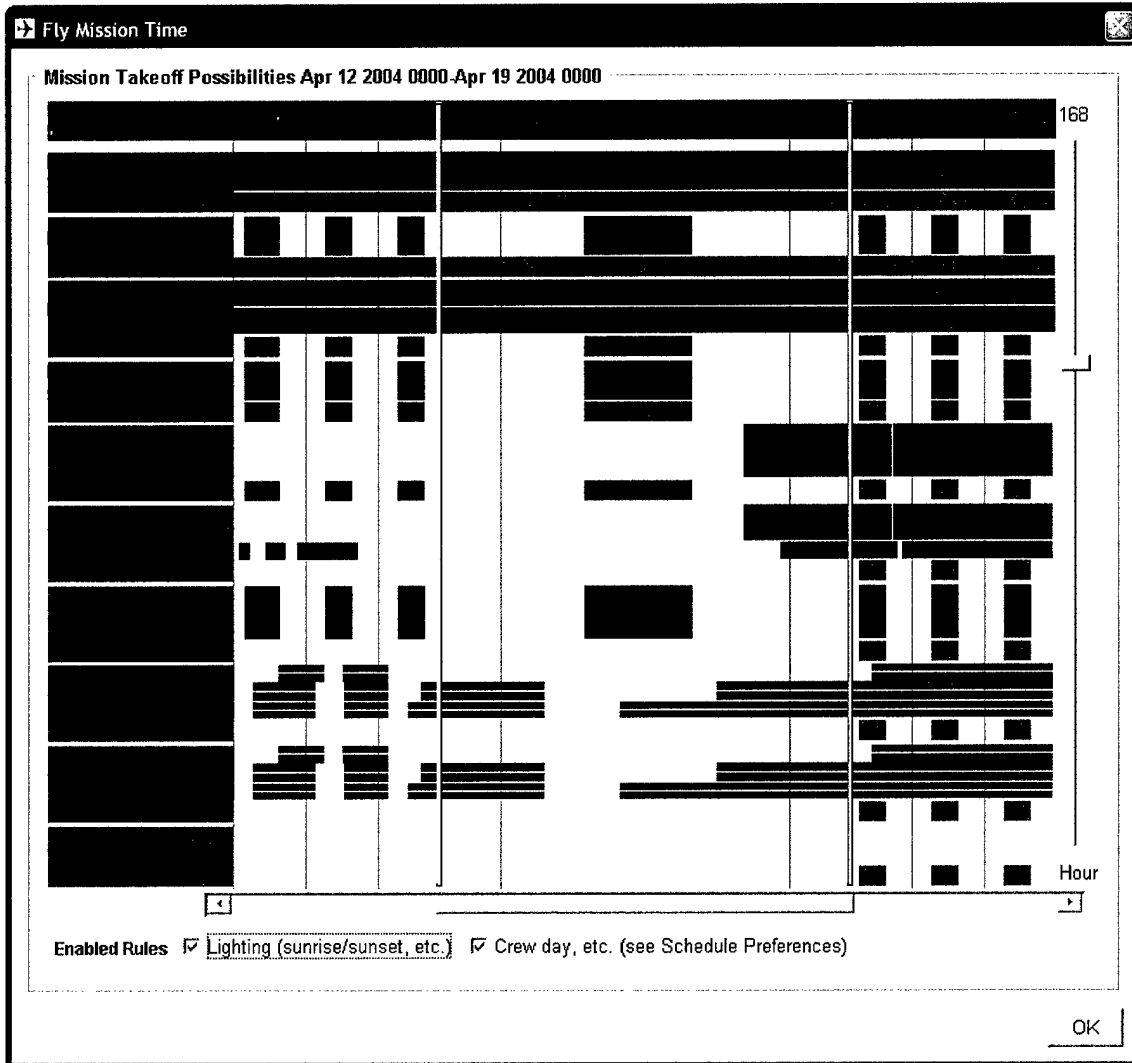 Fly Mission Time
Mission Takeoff Possibilities Apr 12 2004 0000-Apr 19 2004 0000
168
Hour
Enabled Rules Lighting (sunrise/sunset, etc.) Crew day, etc. (see Schedule Preferences)
OK